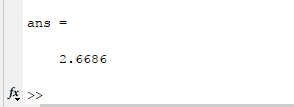 ans =
2.6686
fx >>